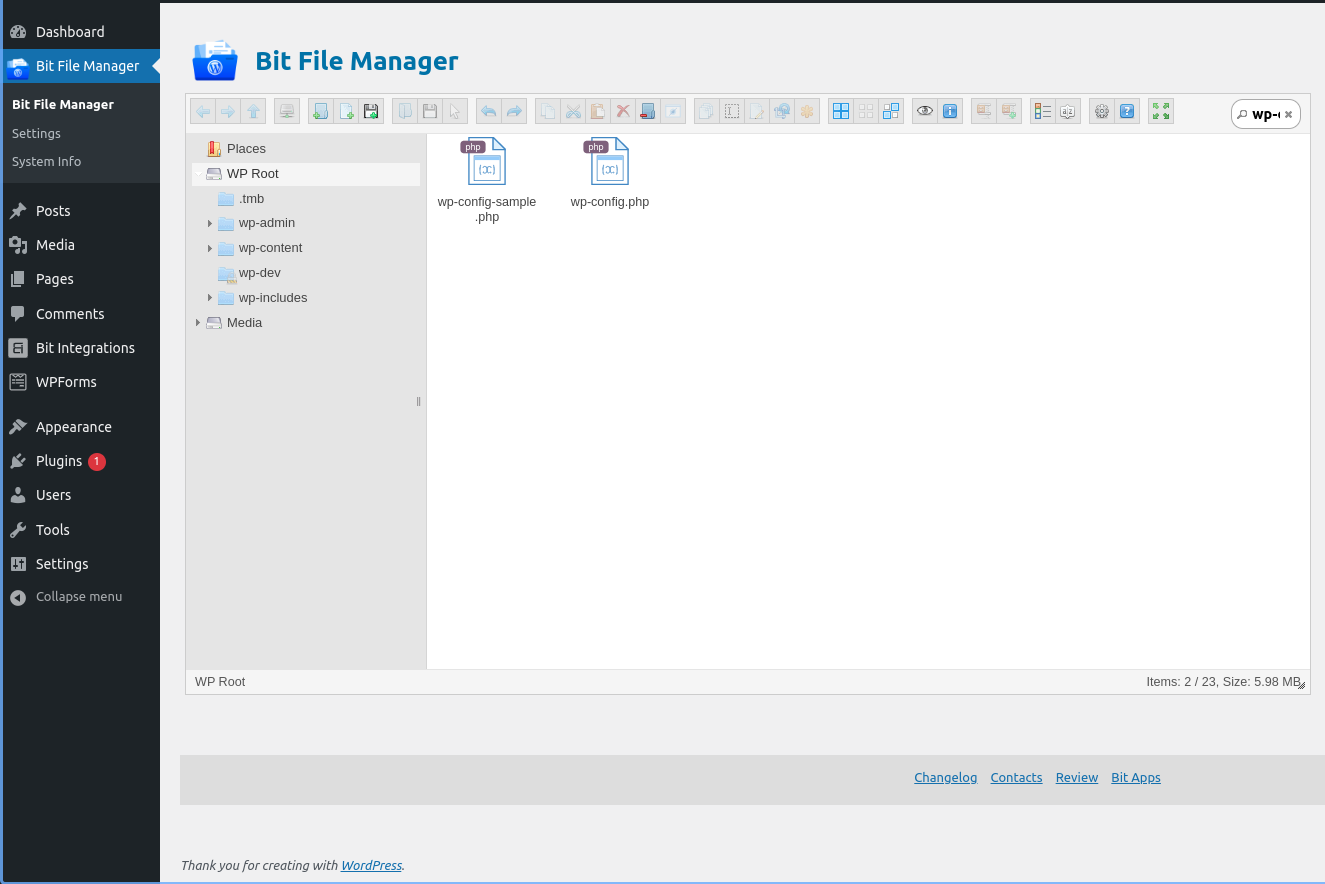 Dashboard
Bit File Manager
Bit File Manager
Settings
System Info
Posts
Media
Pages
Comments
Bit Integrations
WPForms
Appearance
Plugins 1
Users
Tools
Settings
Collapse menu
Bit File Manager
wp-c
Places
WP Root
.tmb
wp-admin
wp-content
wp-dev
wp-includes
Media
php
wp-config-sample
.php
php
wp-config.php
WP Root
Items: 2 / 23, Size: 5.98 MB
Changelog Contacts Review Bit Apps
Thank you for creating with WordPress.